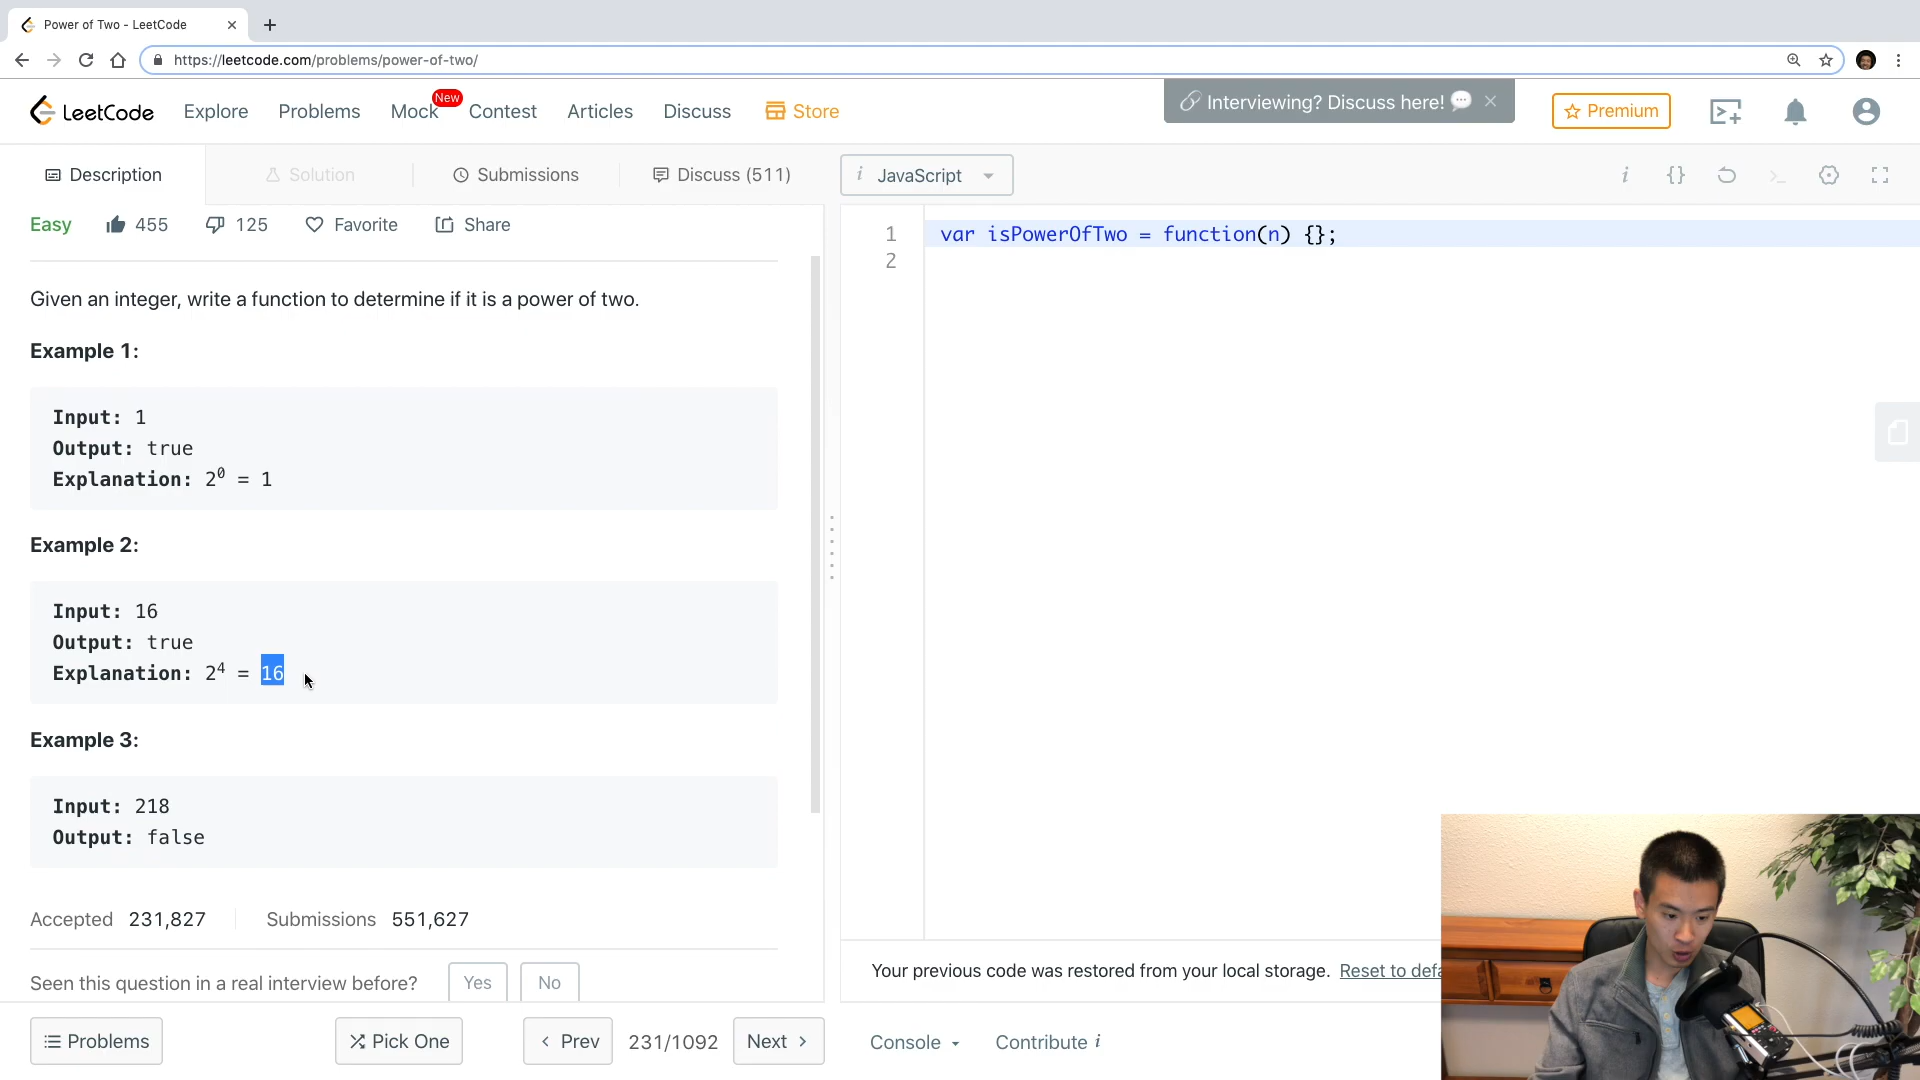 Power of Two - LeetCode
https://leetcode.com/problems/power-of-two/
LeetCode
Explore
Problems
Mock
New
Contest
Articles
Discuss
Store
Interviewing? Discuss here!
Premium
Description
Solution
Submissions
Discuss (511)
i JavaScript
Easy
455
125
Favorite
Share
Given an integer, write a function to determine if it is a power of two.
Example 1:
Input: 1
Output: true
Explanation: 2⁰ = 1
Example 2:
Input: 16
Output: true
Explanation: 2⁴ = 16
Example 3:
Input: 218
Output: false
Accepted 231,827 Submissions 551,627
Seen this question in a real interview before? Yes No
Problems
Pick One
Prev
231/1092
Next
i {} >_
1 var isPowerOfTwo = function(n) {};
2
Your previous code was restored from your local storage. Reset to defa
Console
Contribute i